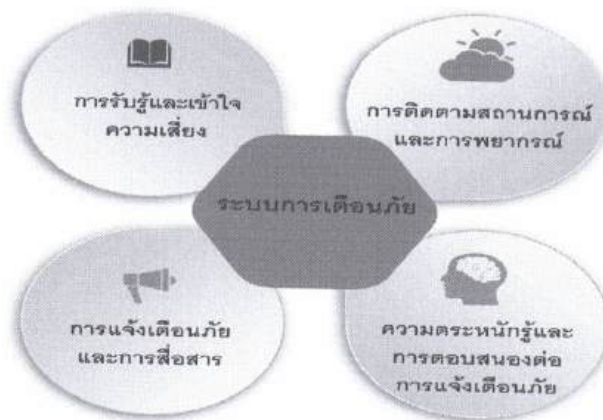 การรับรู้และเข้าใจ
ความเสี่ยง
การติดตามสถานการณ์
และการพยากรณ์
ระบบการเตือนภัย
การแจ้งเตือนภัย
และการสื่อสาร
ความตระหนักรู้และ
การตอบสนองต่อ
การแจ้งเตือนภัย